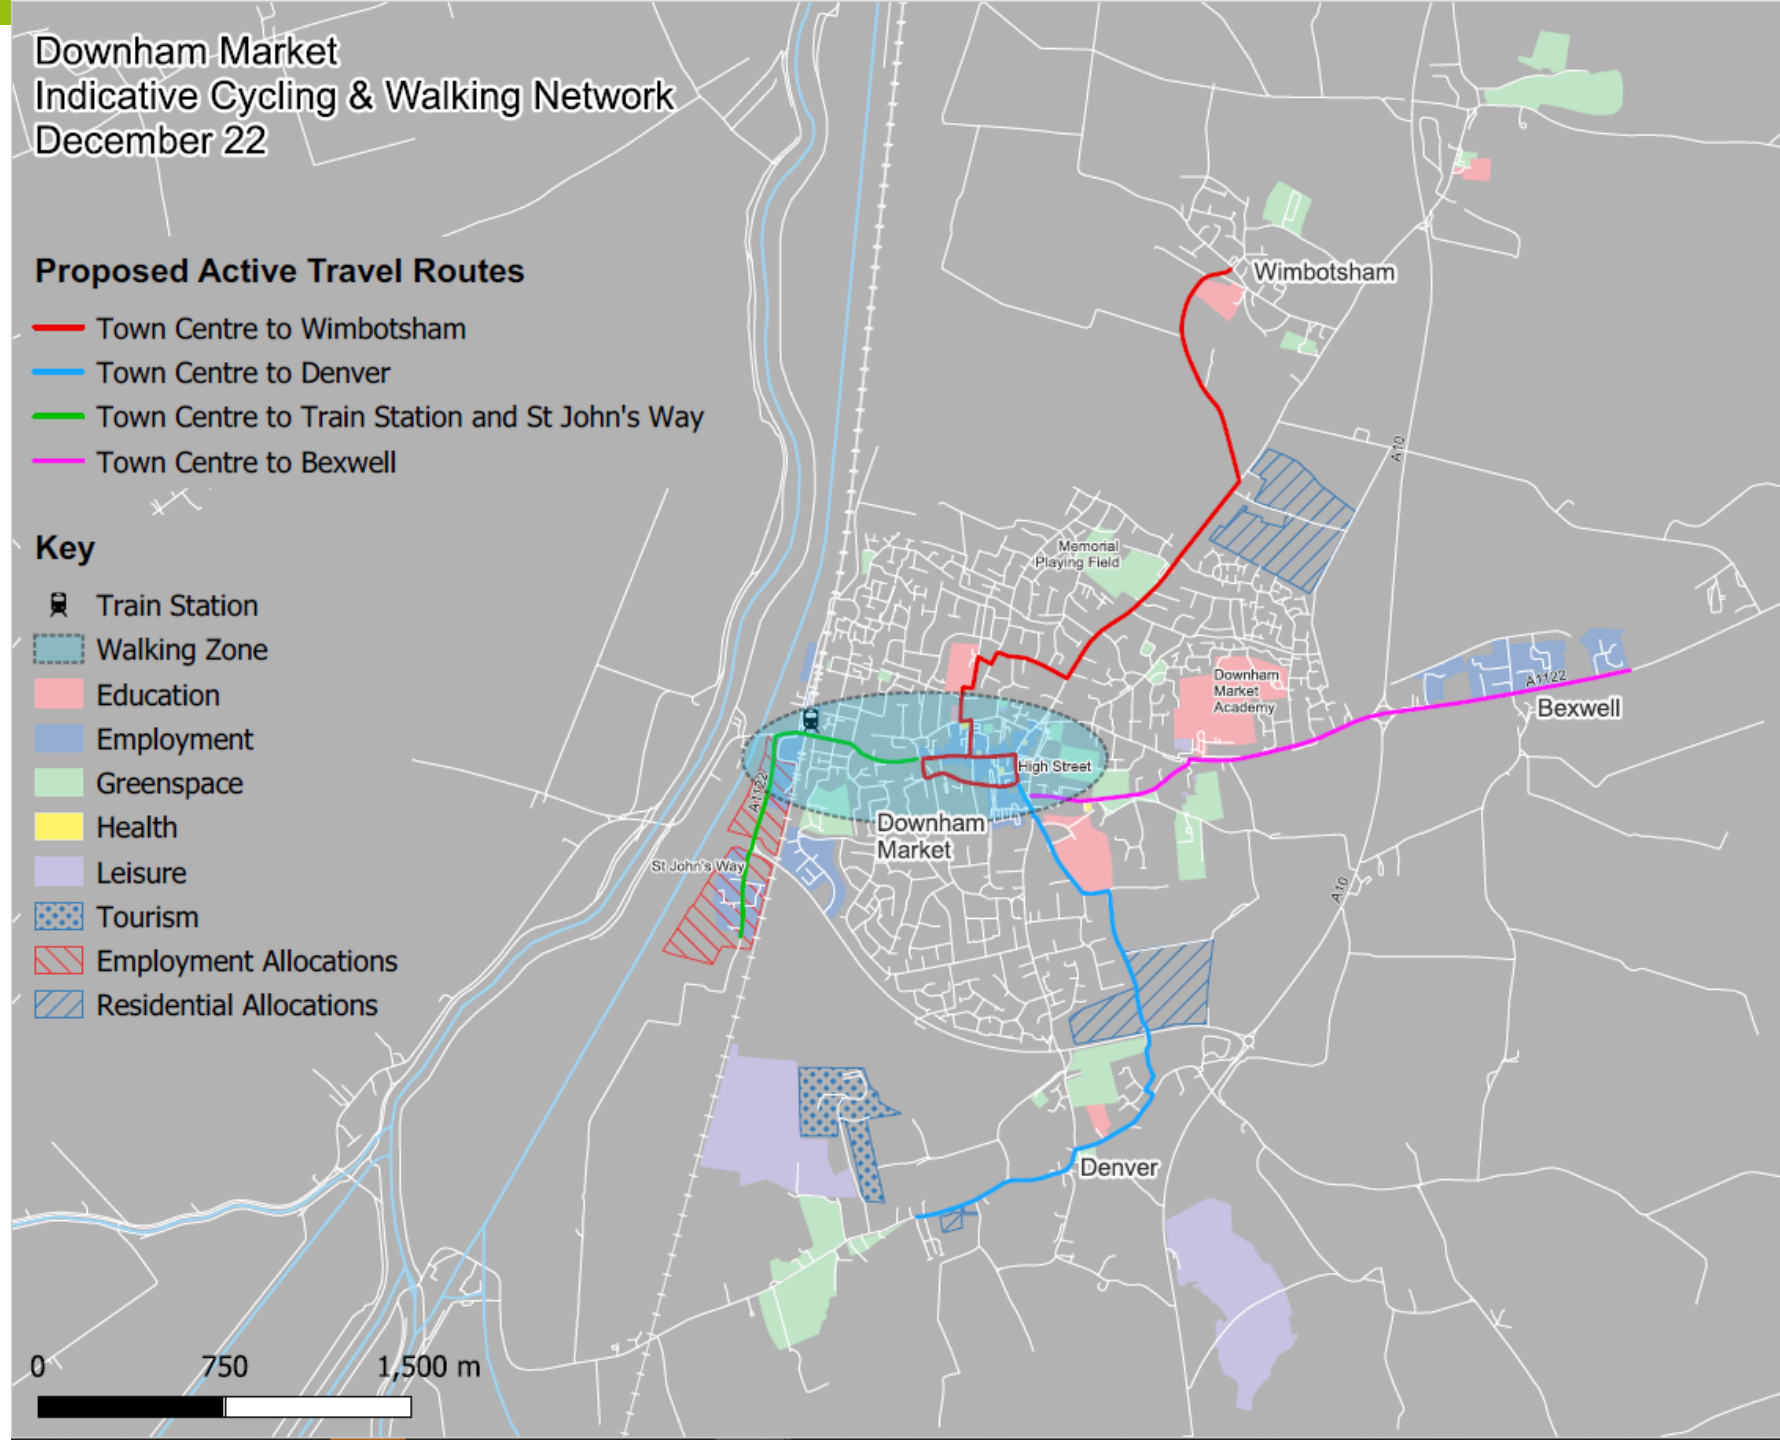 Downham Market
Indicative Cycling & Walking Network
December 22
Proposed Active Travel Routes
Town Centre to Wimbotsham
Town Centre to Denver
Town Centre to Train Station and St John's Way
Town Centre to Bexwell
Key
Train Station
Walking Zone
Education
Employment
Greenspace
Health
Leisure
Tourism
Employment Allocations
Residential Allocations
0 750 1,500 m
Wimbotsham
A10
Memorial
Playing Field
Downham
Market
Academy
A1122
Bexwell
High Street
A1122
Downham
Market
St John's Way
A10
Denver